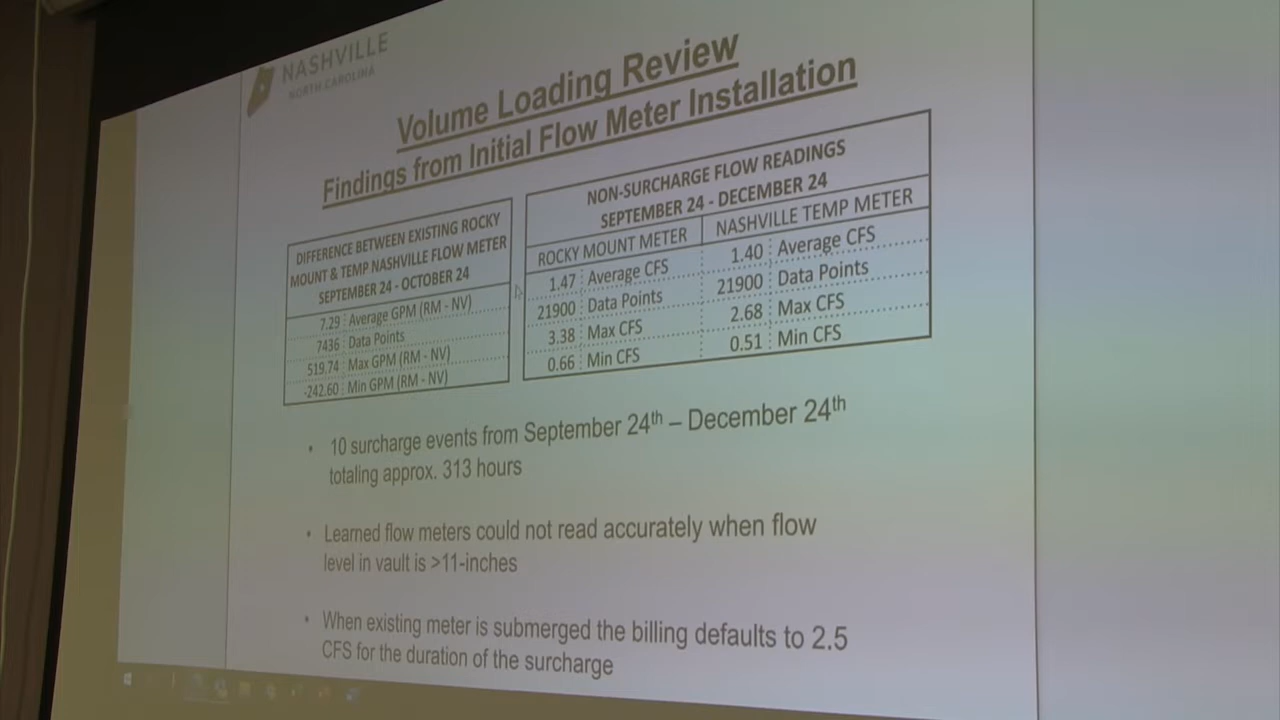 NASHVILLE
NORTH CAROLINA
Volume Loading Review
Findings from Initial Flow Meter Installation
DIFFERENCE BETWEEN EXISTING ROCKY
MOUNT & TEMP NASHVILLE FLOW METER
SEPTEMBER 24 - OCTOBER 24
7.29 Average GPM (RM - NV)
7436 Data Points
519.74 Max GPM (RM - NV)
-242.60 Min GPM (RM - NV)
NON-SURCHARGE FLOW READINGS
SEPTEMBER 24 - DECEMBER 24
ROCKY MOUNT METER NASHVILLE TEMP METER
1.47 Average CFS 1.40 Average CFS
21900 Data Points 21900 Data Points
3.38 Max CFS 2.68 Max CFS
0.66 Min CFS 0.51 Min CFS
• 10 surcharge events from September 24th – December 24th
totaling approx. 313 hours
• Learned flow meters could not read accurately when flow
level in vault is >11-inches
• When existing meter is submerged the billing defaults to 2.5
CFS for the duration of the surcharge